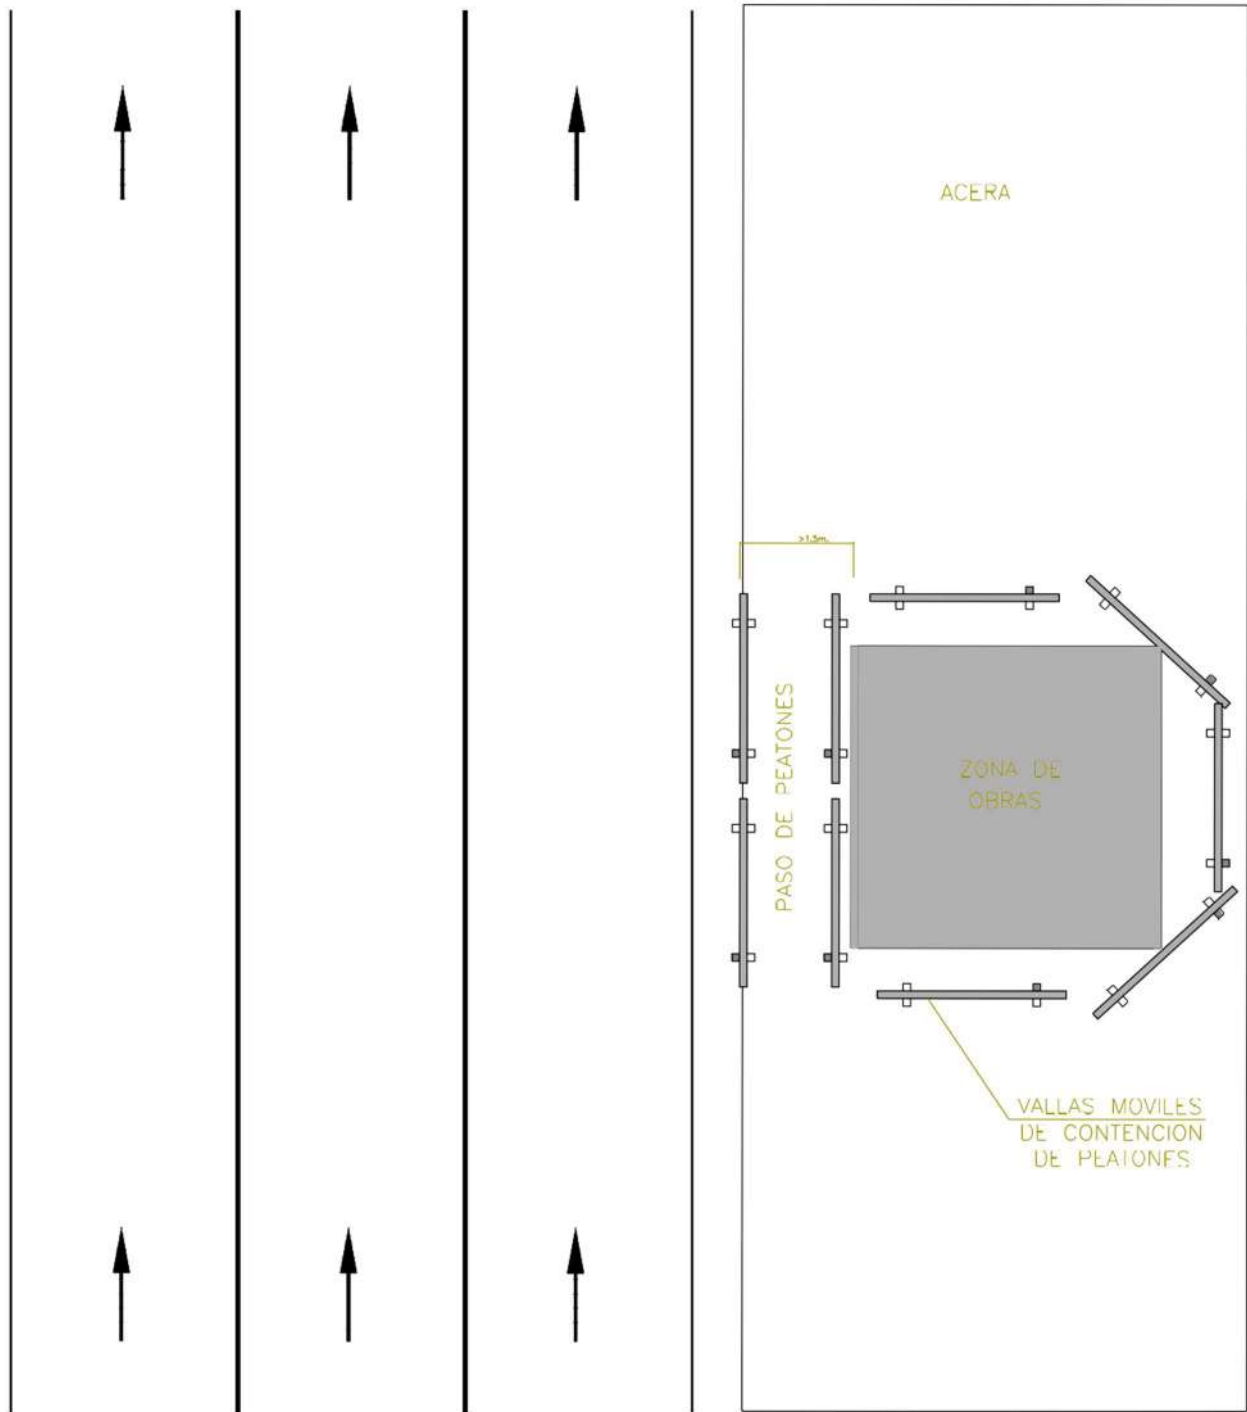 ACERA
>1.5m.
PASO DE PEATONES
ZONA DE
OBRAS
VALLAS MOVILES
DE CONTENCION
DE PEATONES